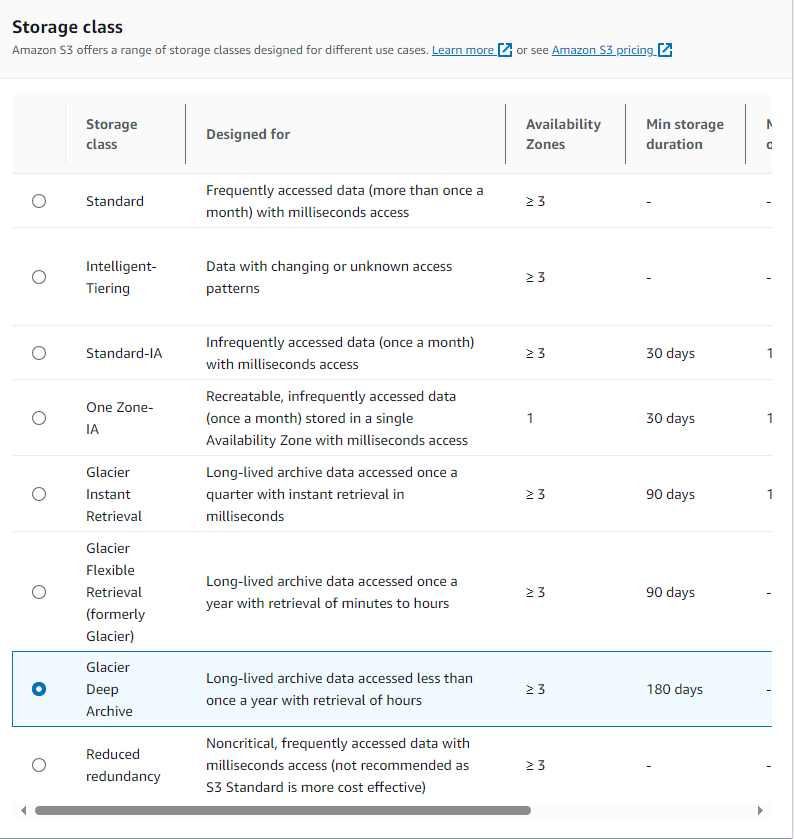 Storage class
Amazon S3 offers a range of storage classes designed for different use cases. Learn more or see Amazon S3 pricing
Storage
class
Designed for
Availability
Zones
Min storage
duration
Standard
Frequently accessed data (more than once a
month) with milliseconds access
≥ 3
-
-
Intelligent-
Tiering
Data with changing or unknown access
patterns
≥ 3
-
-
Standard-IA
Infrequently accessed data (once a month)
with milliseconds access
≥ 3
30 days
1
One Zone-
IA
Recreatable, infrequently accessed data
(once a month) stored in a single
Availability Zone with milliseconds access
1
30 days
1
Glacier
Instant
Retrieval
Long-lived archive data accessed once a
quarter with instant retrieval in
milliseconds
≥ 3
90 days
1
Glacier
Flexible
Retrieval
(formerly
Glacier)
Long-lived archive data accessed once a
year with retrieval of minutes to hours
≥ 3
90 days
-
Glacier
Deep
Archive
Long-lived archive data accessed less than
once a year with retrieval of hours
≥ 3
180 days
-
Reduced
redundancy
Noncritical, frequently accessed data with
milliseconds access (not recommended as
S3 Standard is more cost effective)
≥ 3
-
-